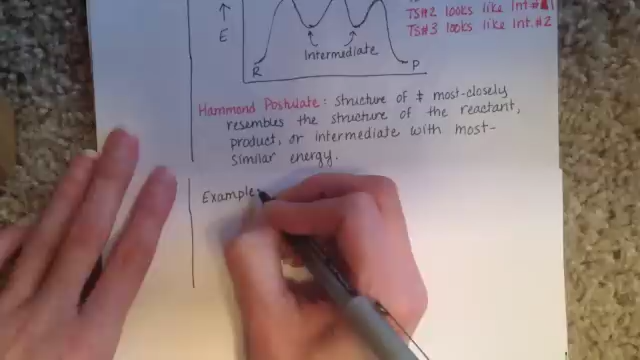 TS#2 looks like Int #1
TS#3 looks like Int. #2
↑
E
Intermediate
R
P
Hammond Postulate: structure of ‡ most-closely
resembles the structure of the reactant,
product, or intermediate with most-
similar energy.
Example: